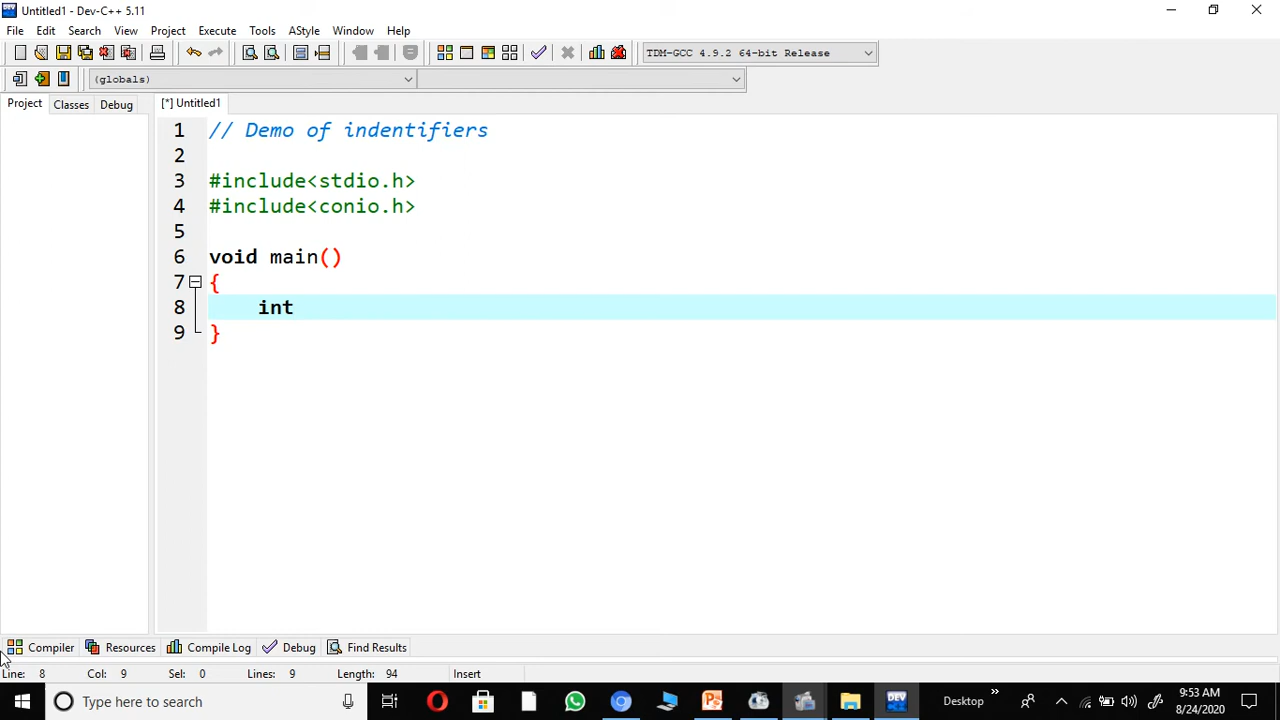 Untitled1 - Dev-C++ 5.11
File Edit Search View Project Execute Tools AStyle Window Help
TDM-GCC 4.9.2 64-bit Release
(globals)
Project Classes Debug [*] Untitled1
1 // Demo of indentifiers
2
3 #include<stdio.h>
4 #include<conio.h>
5
6 void main()
7 {
8 int
9 }
Compiler Resources Compile Log Debug Find Results
Line: 8 Col: 9 Sel: 0 Lines: 9 Length: 94 Insert
Type here to search Desktop 9:53 AM
8/24/2020